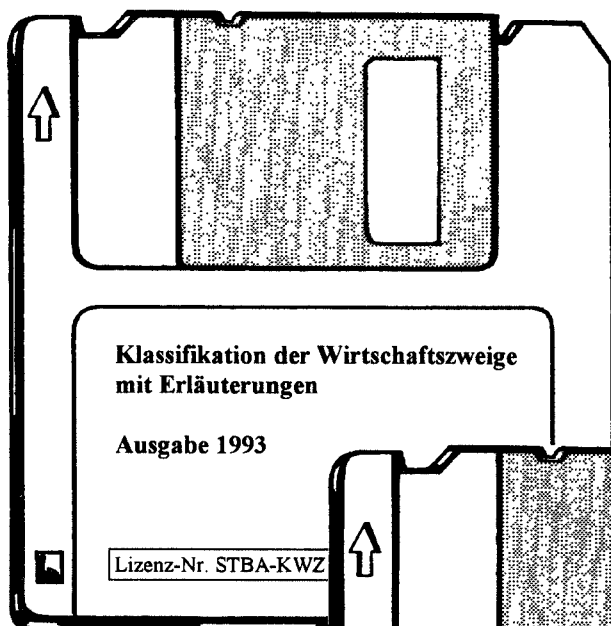 Klassifikation der Wirtschaftszweige
mit Erläuterungen
Ausgabe 1993
Lizenz-Nr. STBA-KWZ